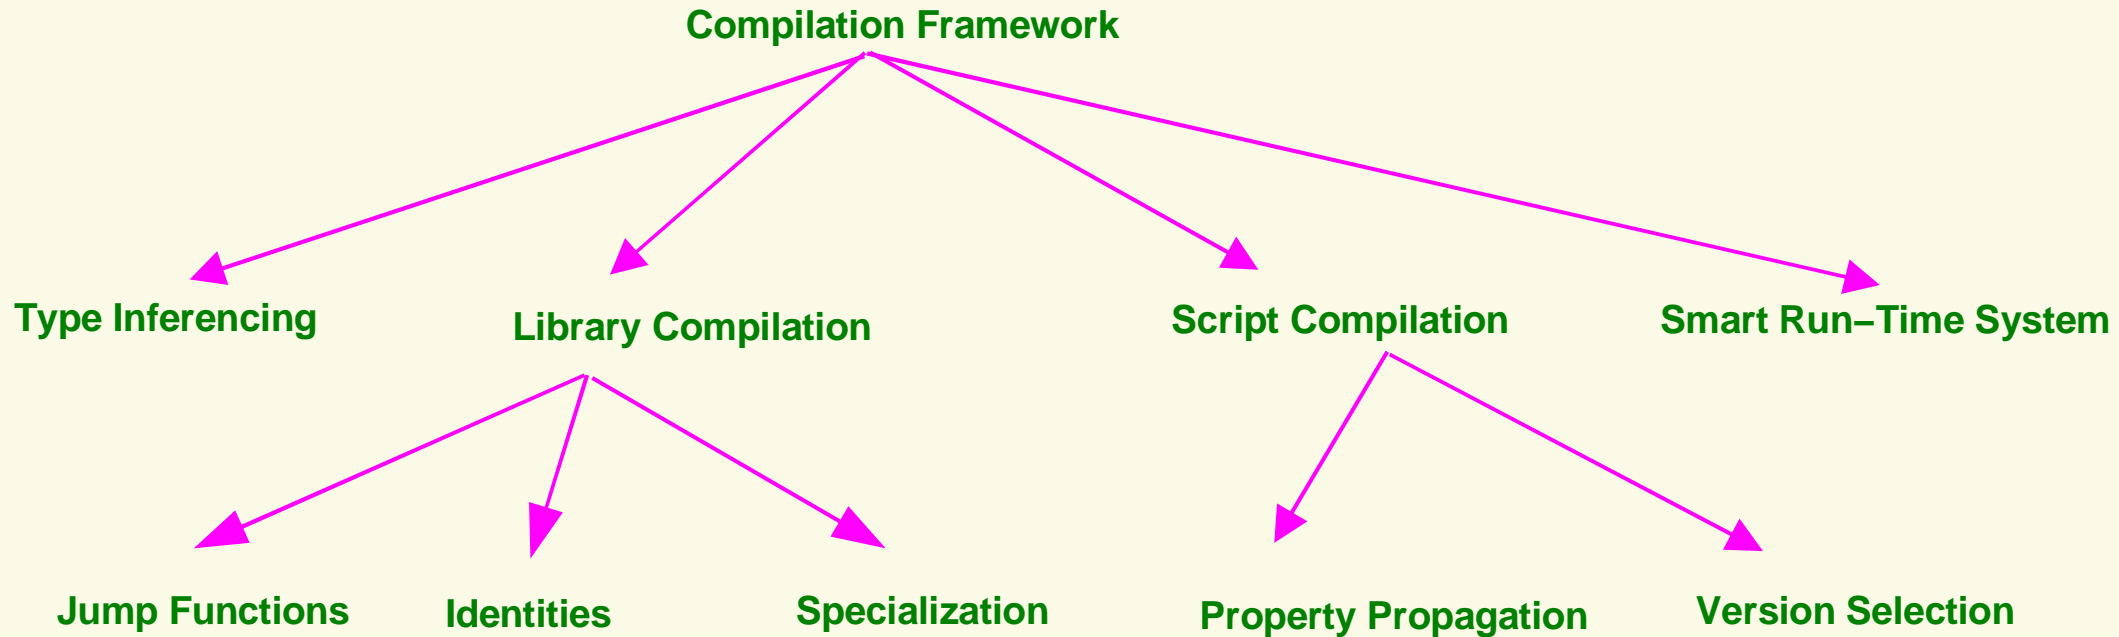 Compilation Framework
Type Inferencing
Library Compilation
Script Compilation
Smart Run−Time System
Jump Functions
Identities
Specialization
Property Propagation
Version Selection